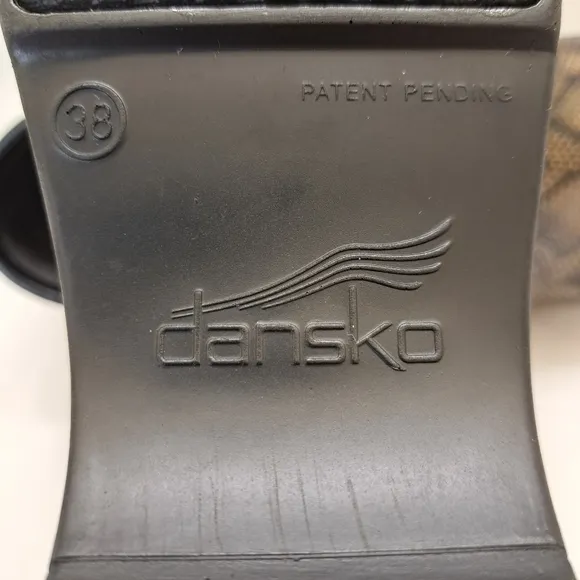 38
PATENT PENDING
dansko